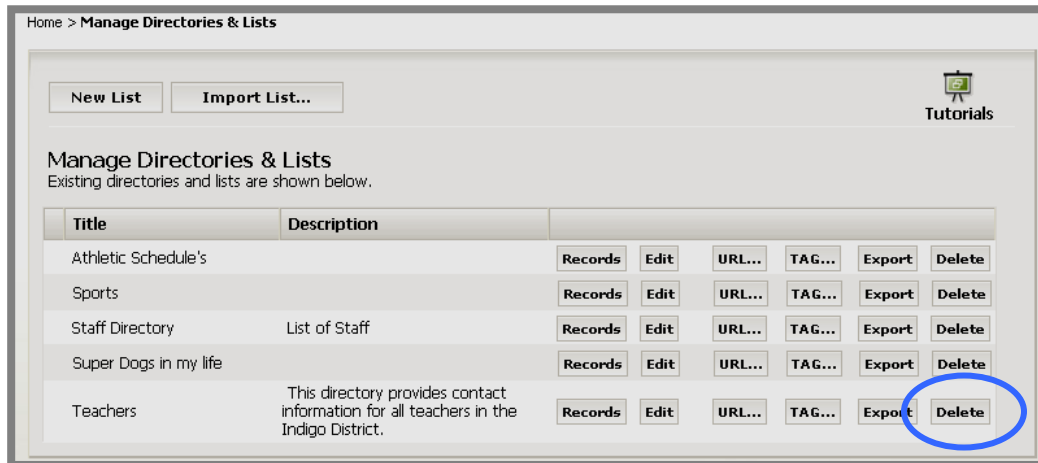 Home > Manage Directories & Lists
New List Import List...
Tutorials
Manage Directories & Lists
Existing directories and lists are shown below.
Title Description
Athletic Schedule's Records Edit URL... TAG... Export Delete
Sports Records Edit URL... TAG... Export Delete
Staff Directory List of Staff Records Edit URL... TAG... Export Delete
Super Dogs in my life Records Edit URL... TAG... Export Delete
This directory provides contact
Teachers information for all teachers in the Records Edit URL... TAG... Export Delete
Indigo District.